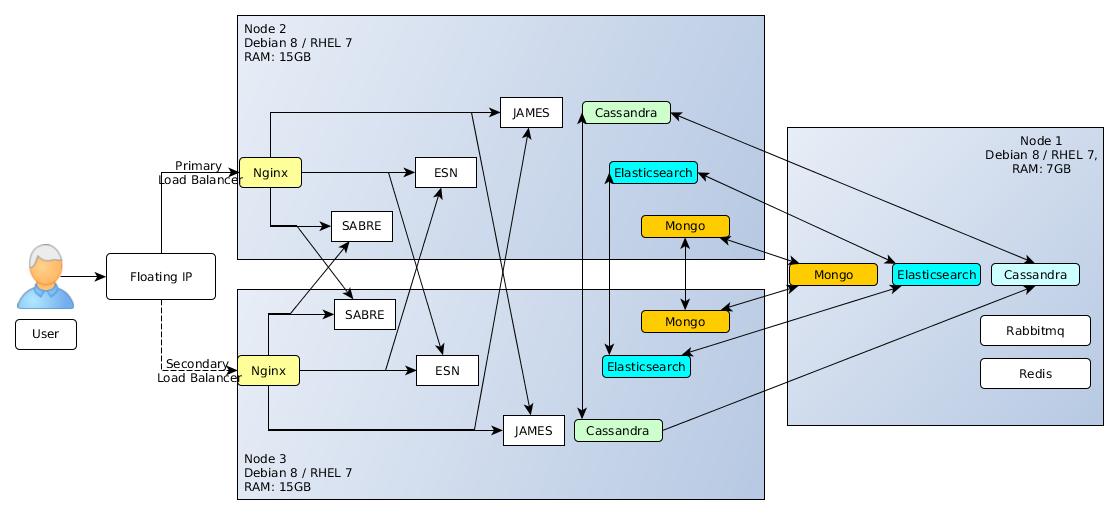 Node 2
Debian 8 / RHEL 7
RAM: 15GB
JAMES
Cassandra
Primary
Load Balancer
Nginx
ESN
Elasticsearch
SABRE
Mongo
Node 1
Debian 8 / RHEL 7,
RAM: 7GB
Floating IP
User
Mongo
Elasticsearch
Cassandra
Rabbitmq
Redis
SABRE
Mongo
Secondary
Load Balancer
Nginx
ESN
Elasticsearch
JAMES
Cassandra
Node 3
Debian 8 / RHEL 7
RAM: 15GB